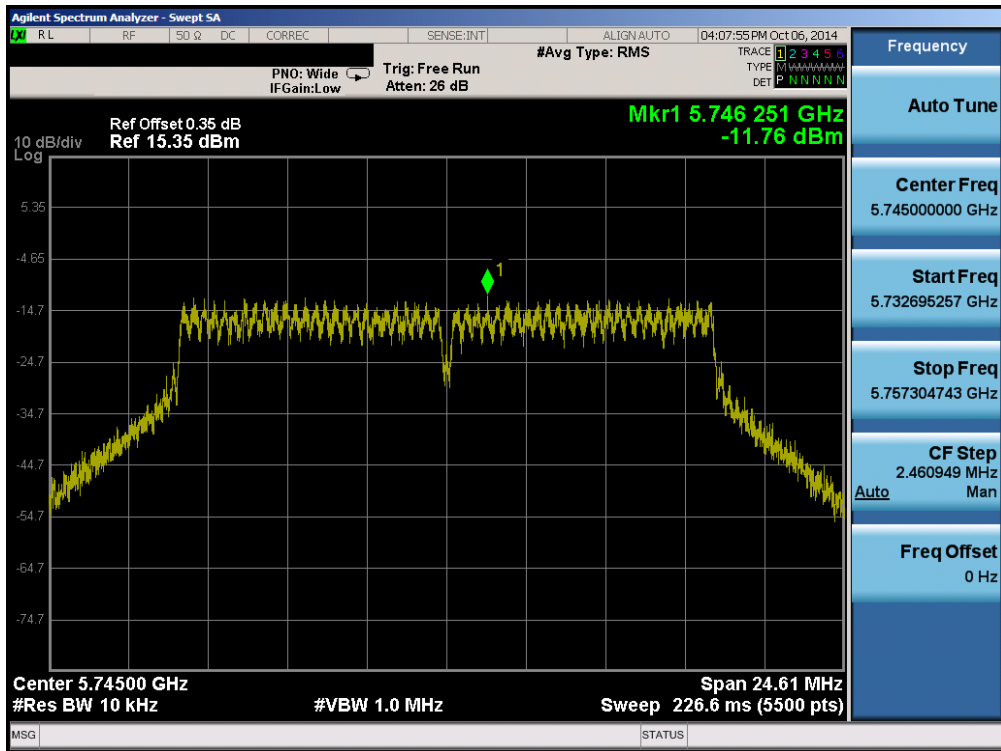 Agilent Spectrum Analyzer - Swept SA
LXI RL RF 50 Ω DC CORREC SENSE:INT ALIGNAUTO 04:07:55 PM Oct 06, 2014
#Avg Type: RMS TRACE 1 2 3 4 5 6
PNO: Wide Trig: Free Run TYPE M WWWWW
IFGain:Low Atten: 26 dB DET P N N N N N
Mkr1 5.746 251 GHz
-11.76 dBm
Ref Offset 0.35 dB
10 dB/div Ref 15.35 dBm
Log
5.35
-4.65
1
-14.7
-24.7
-34.7
-44.7
-54.7
-64.7
-74.7
Center 5.74500 GHz Span 24.61 MHz
#Res BW 10 kHz #VBW 1.0 MHz Sweep 226.6 ms (5500 pts)
MSG STATUS
Frequency
Auto Tune
Center Freq
5.745000000 GHz
Start Freq
5.732695257 GHz
Stop Freq
5.757304743 GHz
CF Step
2.460949 MHz
Auto Man
Freq Offset
0 Hz